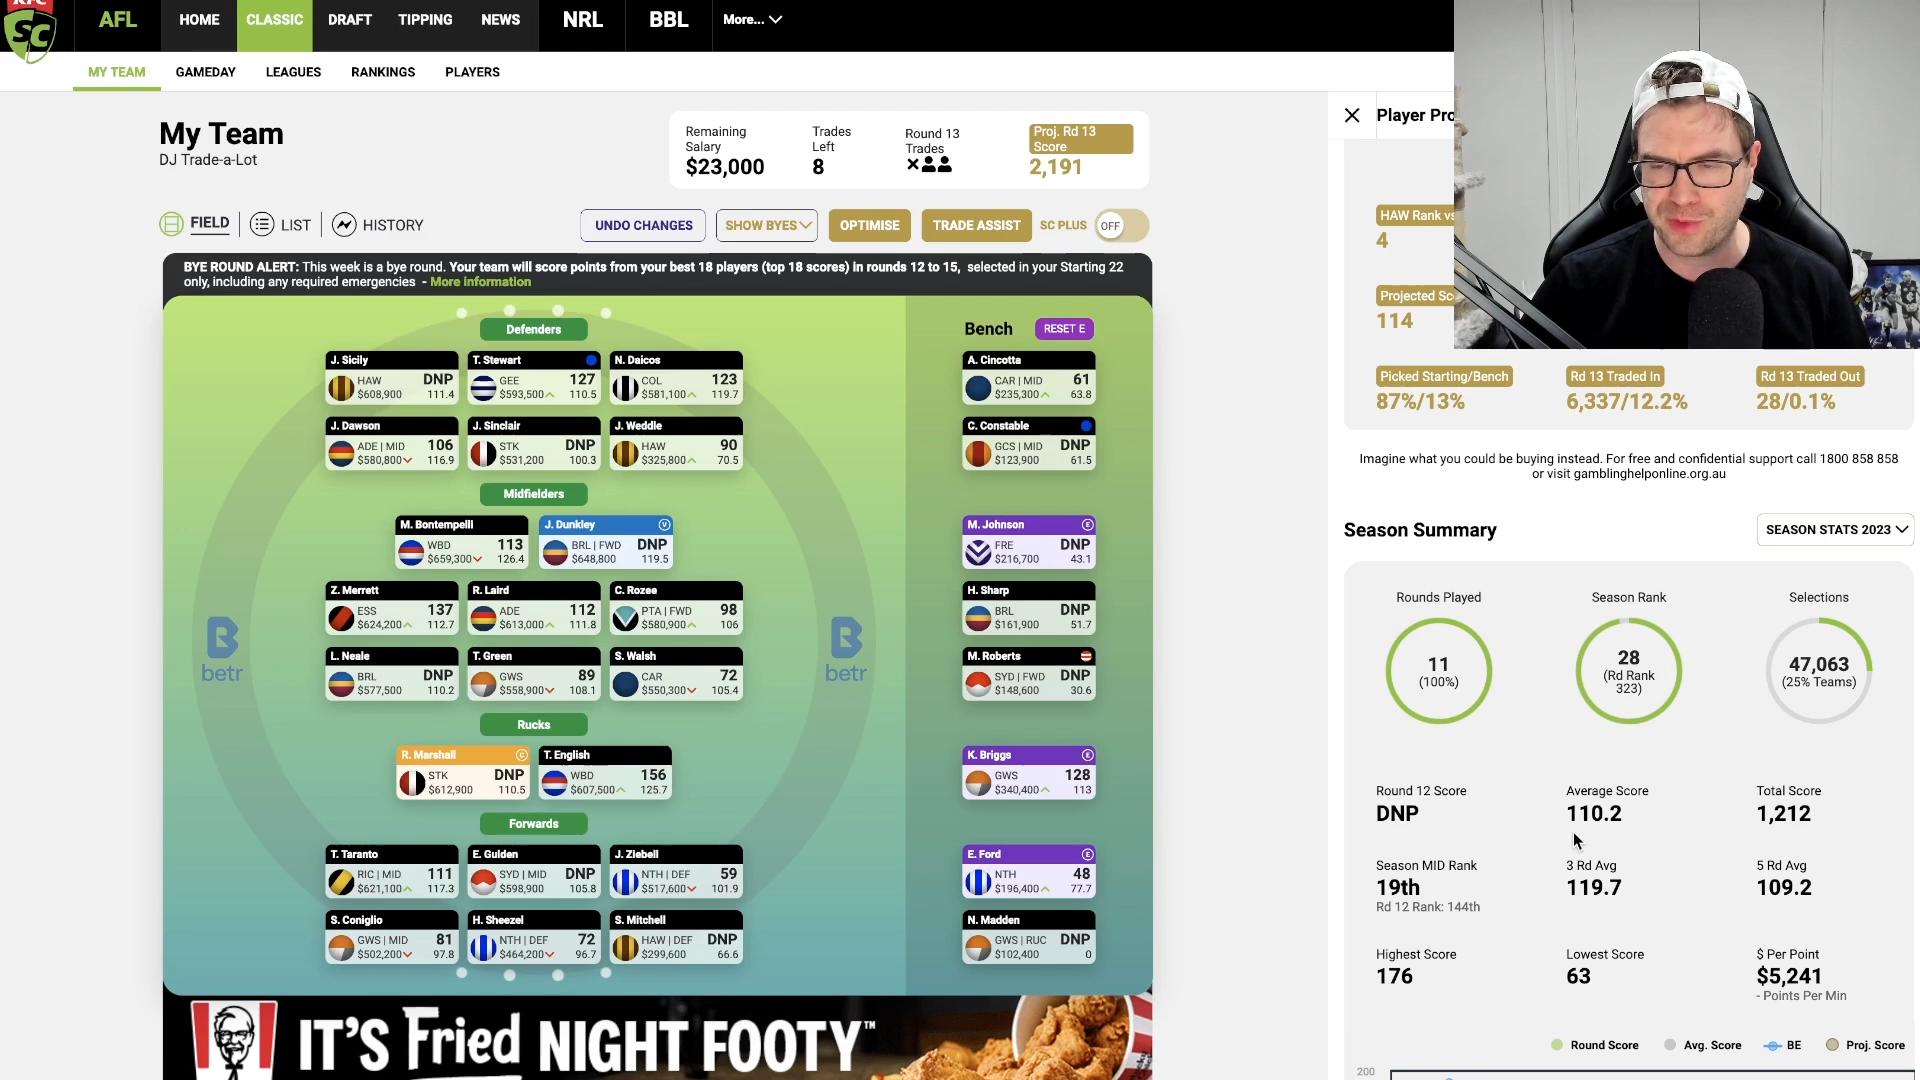 KFC
SC
AFL
HOME
CLASSIC
DRAFT
TIPPING
NEWS
NRL
BBL
More...
MY TEAM
GAMEDAY
LEAGUES
RANKINGS
PLAYERS
My Team
DJ Trade-a-Lot
Remaining
Salary
$23,000
Trades
Left
8
Round 13
Trades
Proj. Rd 13
Score
2,191
FIELD
LIST
HISTORY
UNDO CHANGES
SHOW BYES
OPTIMISE
TRADE ASSIST
SC PLUS
OFF
BYE ROUND ALERT: This week is a bye round. Your team will score points from your best 18 players (top 18 scores) in rounds 12 to 15, selected in your Starting 22
only, including any required emergencies - More information
Defenders
Bench
RESET E
J. Sicily
HAW DNP
$608,900 111.4
T. Stewart
GEE 127
$593,500 110.5
N. Daicos
COL 123
$581,100 119.7
A. Cincotta
CAR | MID 61
$235,300 63.8
J. Dawson
ADE | MID 106
$580,800 116.9
J. Sinclair
STK DNP
$531,200 100.3
J. Weddle
HAW 90
$325,800 70.5
C. Constable
GCS | MID DNP
$123,900 61.5
Midfielders
M. Bontempelli
WBD 113
$659,300 126.4
J. Dunkley V
BRL | FWD DNP
$648,800 119.5
M. Johnson E
FRE DNP
$216,700 43.1
Z. Merrett
ESS 137
$624,200 112.7
R. Laird
ADE 112
$613,000 111.8
C. Rozee
PTA | FWD 98
$580,900 106
H. Sharp
BRL DNP
$161,900 51.7
L. Neale
BRL DNP
$577,500 110.2
T. Green
GWS 89
$558,900 108.1
S. Walsh
CAR 72
$550,300 105.4
M. Roberts
SYD | FWD DNP
$148,600 30.6
B
betr
B
betr
Rucks
R. Marshall C
STK DNP
$612,900 110.5
T. English
WBD 156
$607,500 125.7
K. Briggs E
GWS 128
$340,400 113
Forwards
T. Taranto
RIC | MID 111
$621,100 117.3
E. Gulden
SYD | MID DNP
$598,900 105.8
J. Ziebell
NTH | DEF 59
$517,600 101.9
E. Ford E
NTH 48
$196,400 77.7
S. Coniglio
GWS | MID 81
$502,200 97.8
H. Sheezel
NTH | DEF 72
$464,200 96.7
S. Mitchell
HAW | DEF DNP
$299,600 66.6
N. Madden
GWS | RUC DNP
$102,400 0
KFC
IT'S Fried NIGHT FOOTY™
Player Pro
HAW Rank vs
4
Projected Sc
114
Picked Starting/Bench
87%/13%
Rd 13 Traded In
6,337/12.2%
Rd 13 Traded Out
28/0.1%
Imagine what you could be buying instead. For free and confidential support call 1800 858 858
or visit gamblinghelponline.org.au
Season Summary
SEASON STATS 2023
Rounds Played
11
(100%)
Season Rank
28
(Rd Rank
323)
Selections
47,063
(25% Teams)
Round 12 Score
DNP
Average Score
110.2
Total Score
1,212
Season MID Rank
19th
Rd 12 Rank: 144th
3 Rd Avg
119.7
5 Rd Avg
109.2
Highest Score
176
Lowest Score
63
$ Per Point
$5,241
- Points Per Min
Round Score
Avg. Score
BE
Proj. Score
200